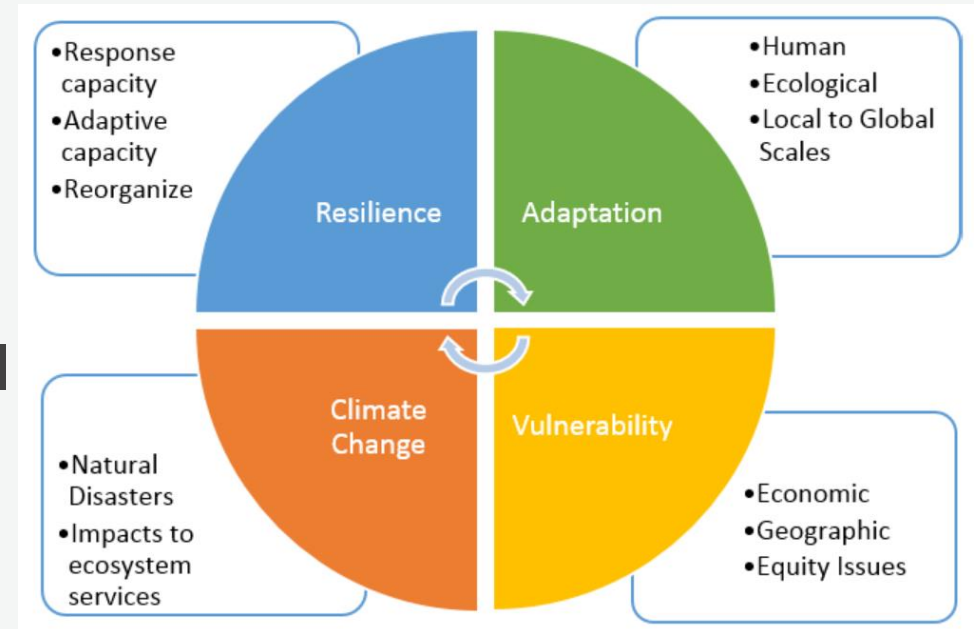 •Response
capacity
•Adaptive
capacity
•Reorganize
Resilience
Adaptation
•Human
•Ecological
•Local to Global
Scales
•Natural
Disasters
•Impacts to
ecosystem
services
Climate
Change
Vulnerability
•Economic
•Geographic
•Equity Issues